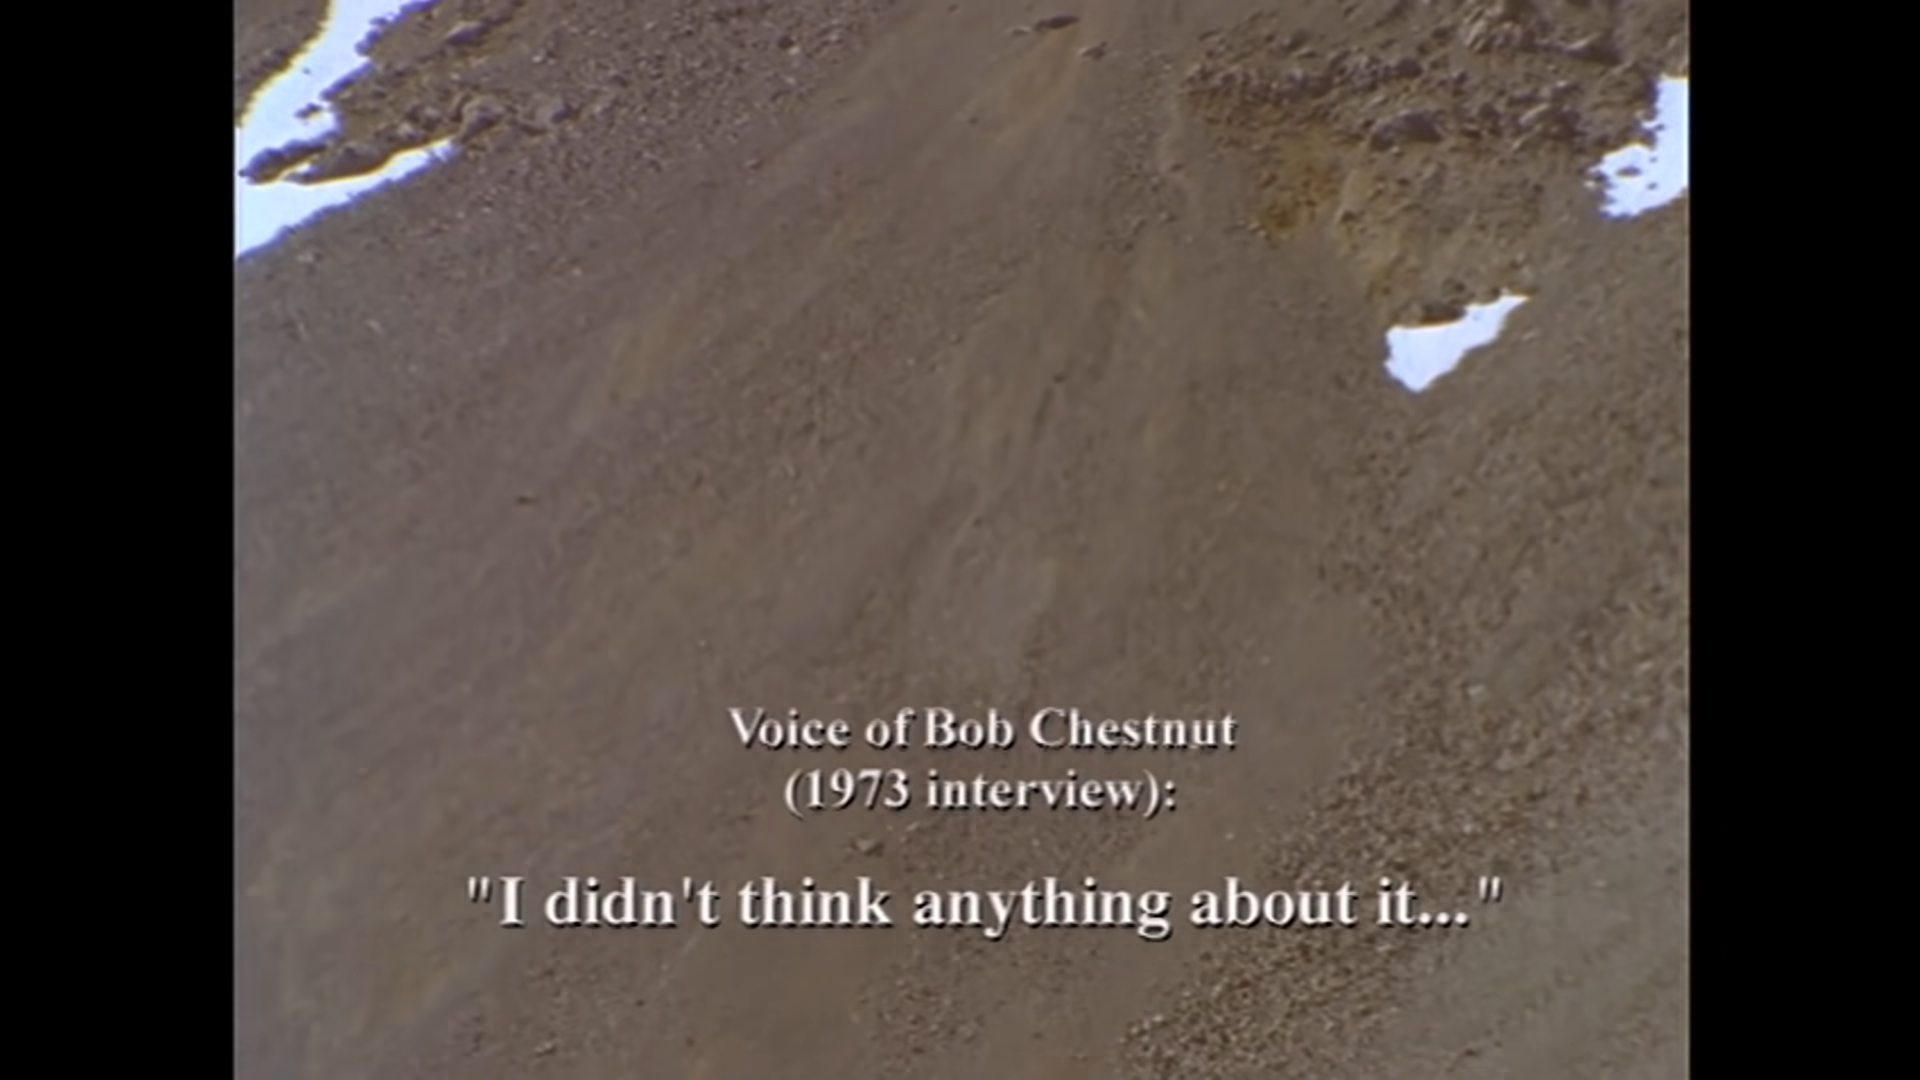 Voice of Bob Chestnut
(1973 interview):
"I didn't think anything about it..."